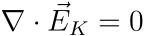 ∇ · E⃗_K = 0